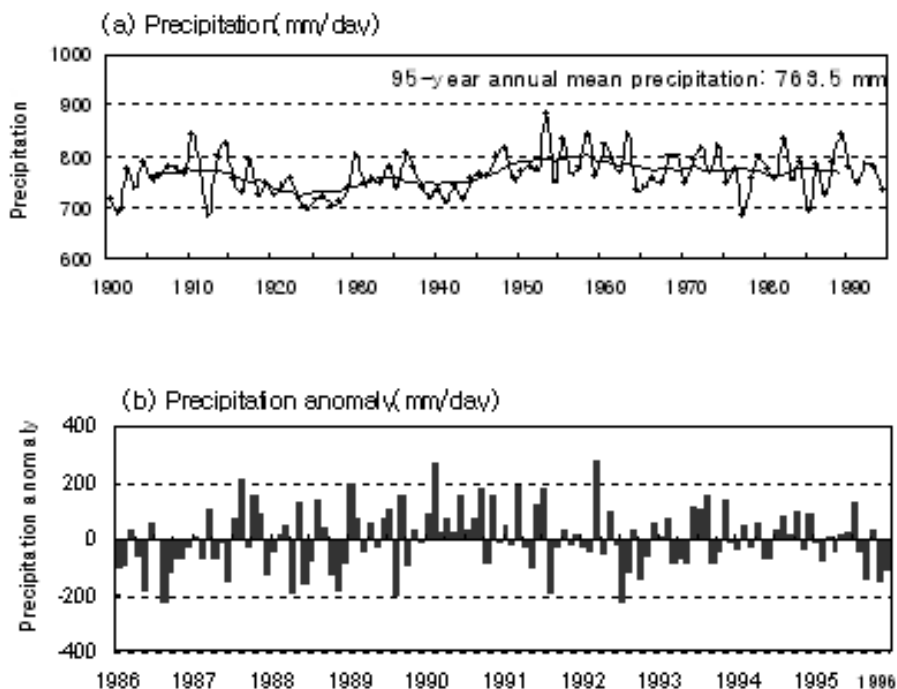 (a) Precipitation(mm/day)
1000
95-year annual mean precipitation: 768.5 mm
900
800
700
600
Precipitation
1900 1910 1920 1930 1940 1950 1960 1970 1980 1990
(b) Precipitation anomaly(mm/day)
400
200
0
-200
-400
Precipitation anomaly
1986 1987 1988 1989 1990 1991 1992 1993 1994 1995 1996